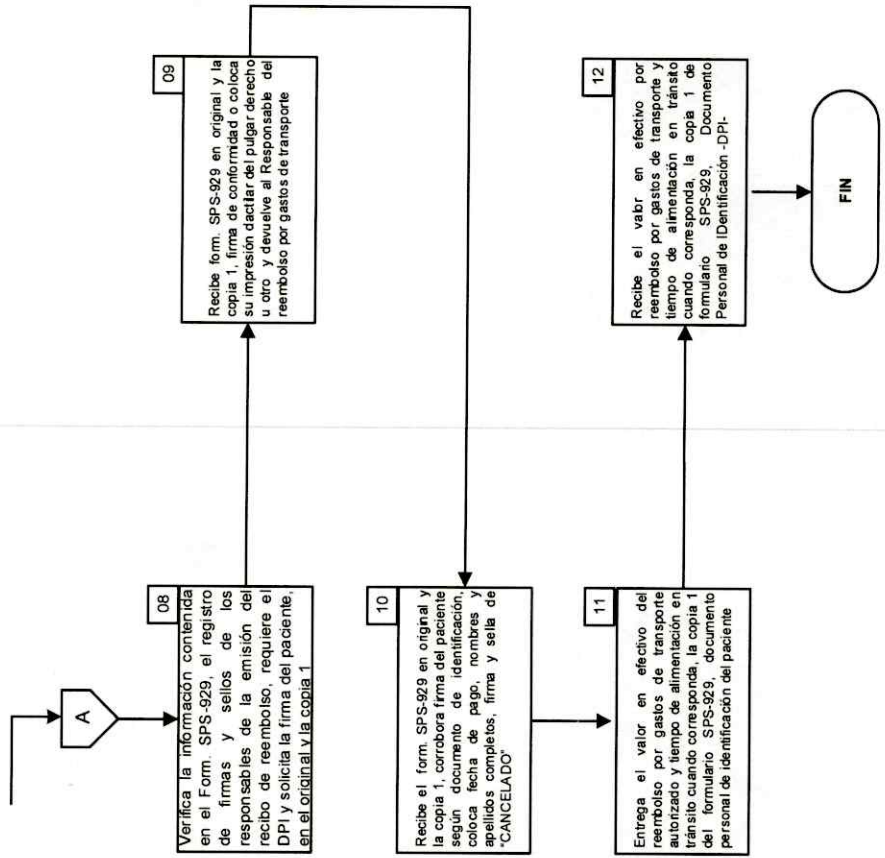 A
08
Verifica la información contenida
en el Form. SPS-929, el registro
de firmas y sellos de los
responsables de la emisión del
recibo de reembolso, requiere el
DPI y solicita la firma del paciente,
en el original y la copia 1
09
Recibe form. SPS-929 en original y la
copia 1, firma de conformidad o coloca
su impresión dactilar del pulgar derecho
u otro y devuelve al Responsable del
reembolso por gastos de transporte
10
Recibe el form. SPS-929 en original y
la copia 1, corrobora firma del paciente
según documento de identificación,
coloca fecha de pago, nombres y
apellidos completos, firma y sella de
"CANCELADO"
11
Entrega el valor en efectivo del
reembolso por gastos de transporte
autorizado y tiempo de alimentación en
tránsito cuando corresponda, la copia 1
del formulario SPS-929, documento
personal de identificación del paciente
12
Recibe el valor en efectivo por
reembolso por gastos de transporte y
tiempo de alimentación en tránsito
cuando corresponda, la copia 1 de
formulario SPS-929, Documento
Personal de IDentificación -DPI-
FIN